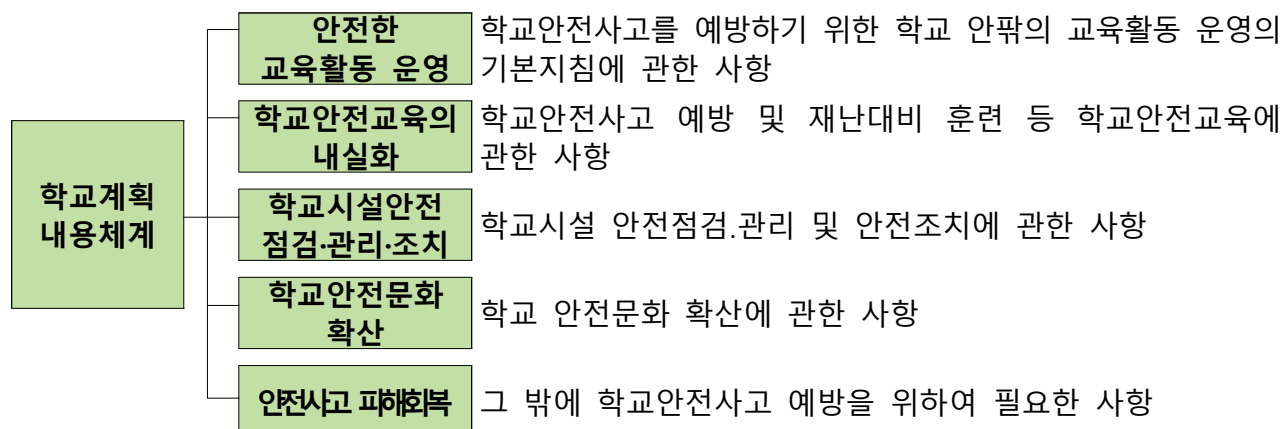 안전한
교육활동 운영
학교안전사고를 예방하기 위한 학교 안팎의 교육활동 운영의
기본지침에 관한 사항
학교안전교육의
내실화
학교안전사고 예방 및 재난대비 훈련 등 학교안전교육에
관한 사항
학교계획
내용체계
학교시설안전
점검·관리·조치
학교시설 안전점검.관리 및 안전조치에 관한 사항
학교안전문화
확산
학교 안전문화 확산에 관한 사항
안전사고 피해회복
그 밖에 학교안전사고 예방을 위하여 필요한 사항